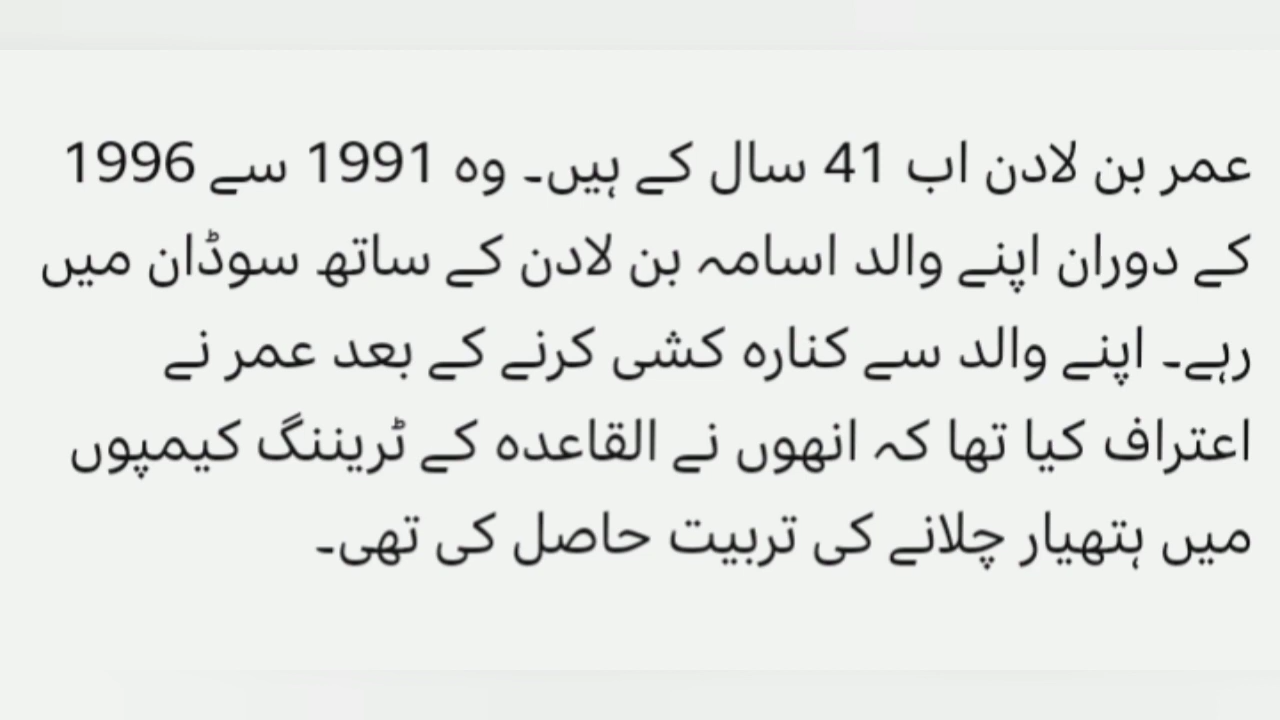 عمر بن لادن اب 41 سال کے ہیں۔ وہ 1991 سے 1996
کے دوران اپنے والد اسامہ بن لادن کے ساتھ سوڈان میں
رہے۔ اپنے والد سے کنارہ کشی کرنے کے بعد عمر نے
اعتراف کیا تھا کہ انھوں نے القاعدہ کے ٹریننگ کیمپوں
میں ہتھیار چلانے کی تربیت حاصل کی تھی۔